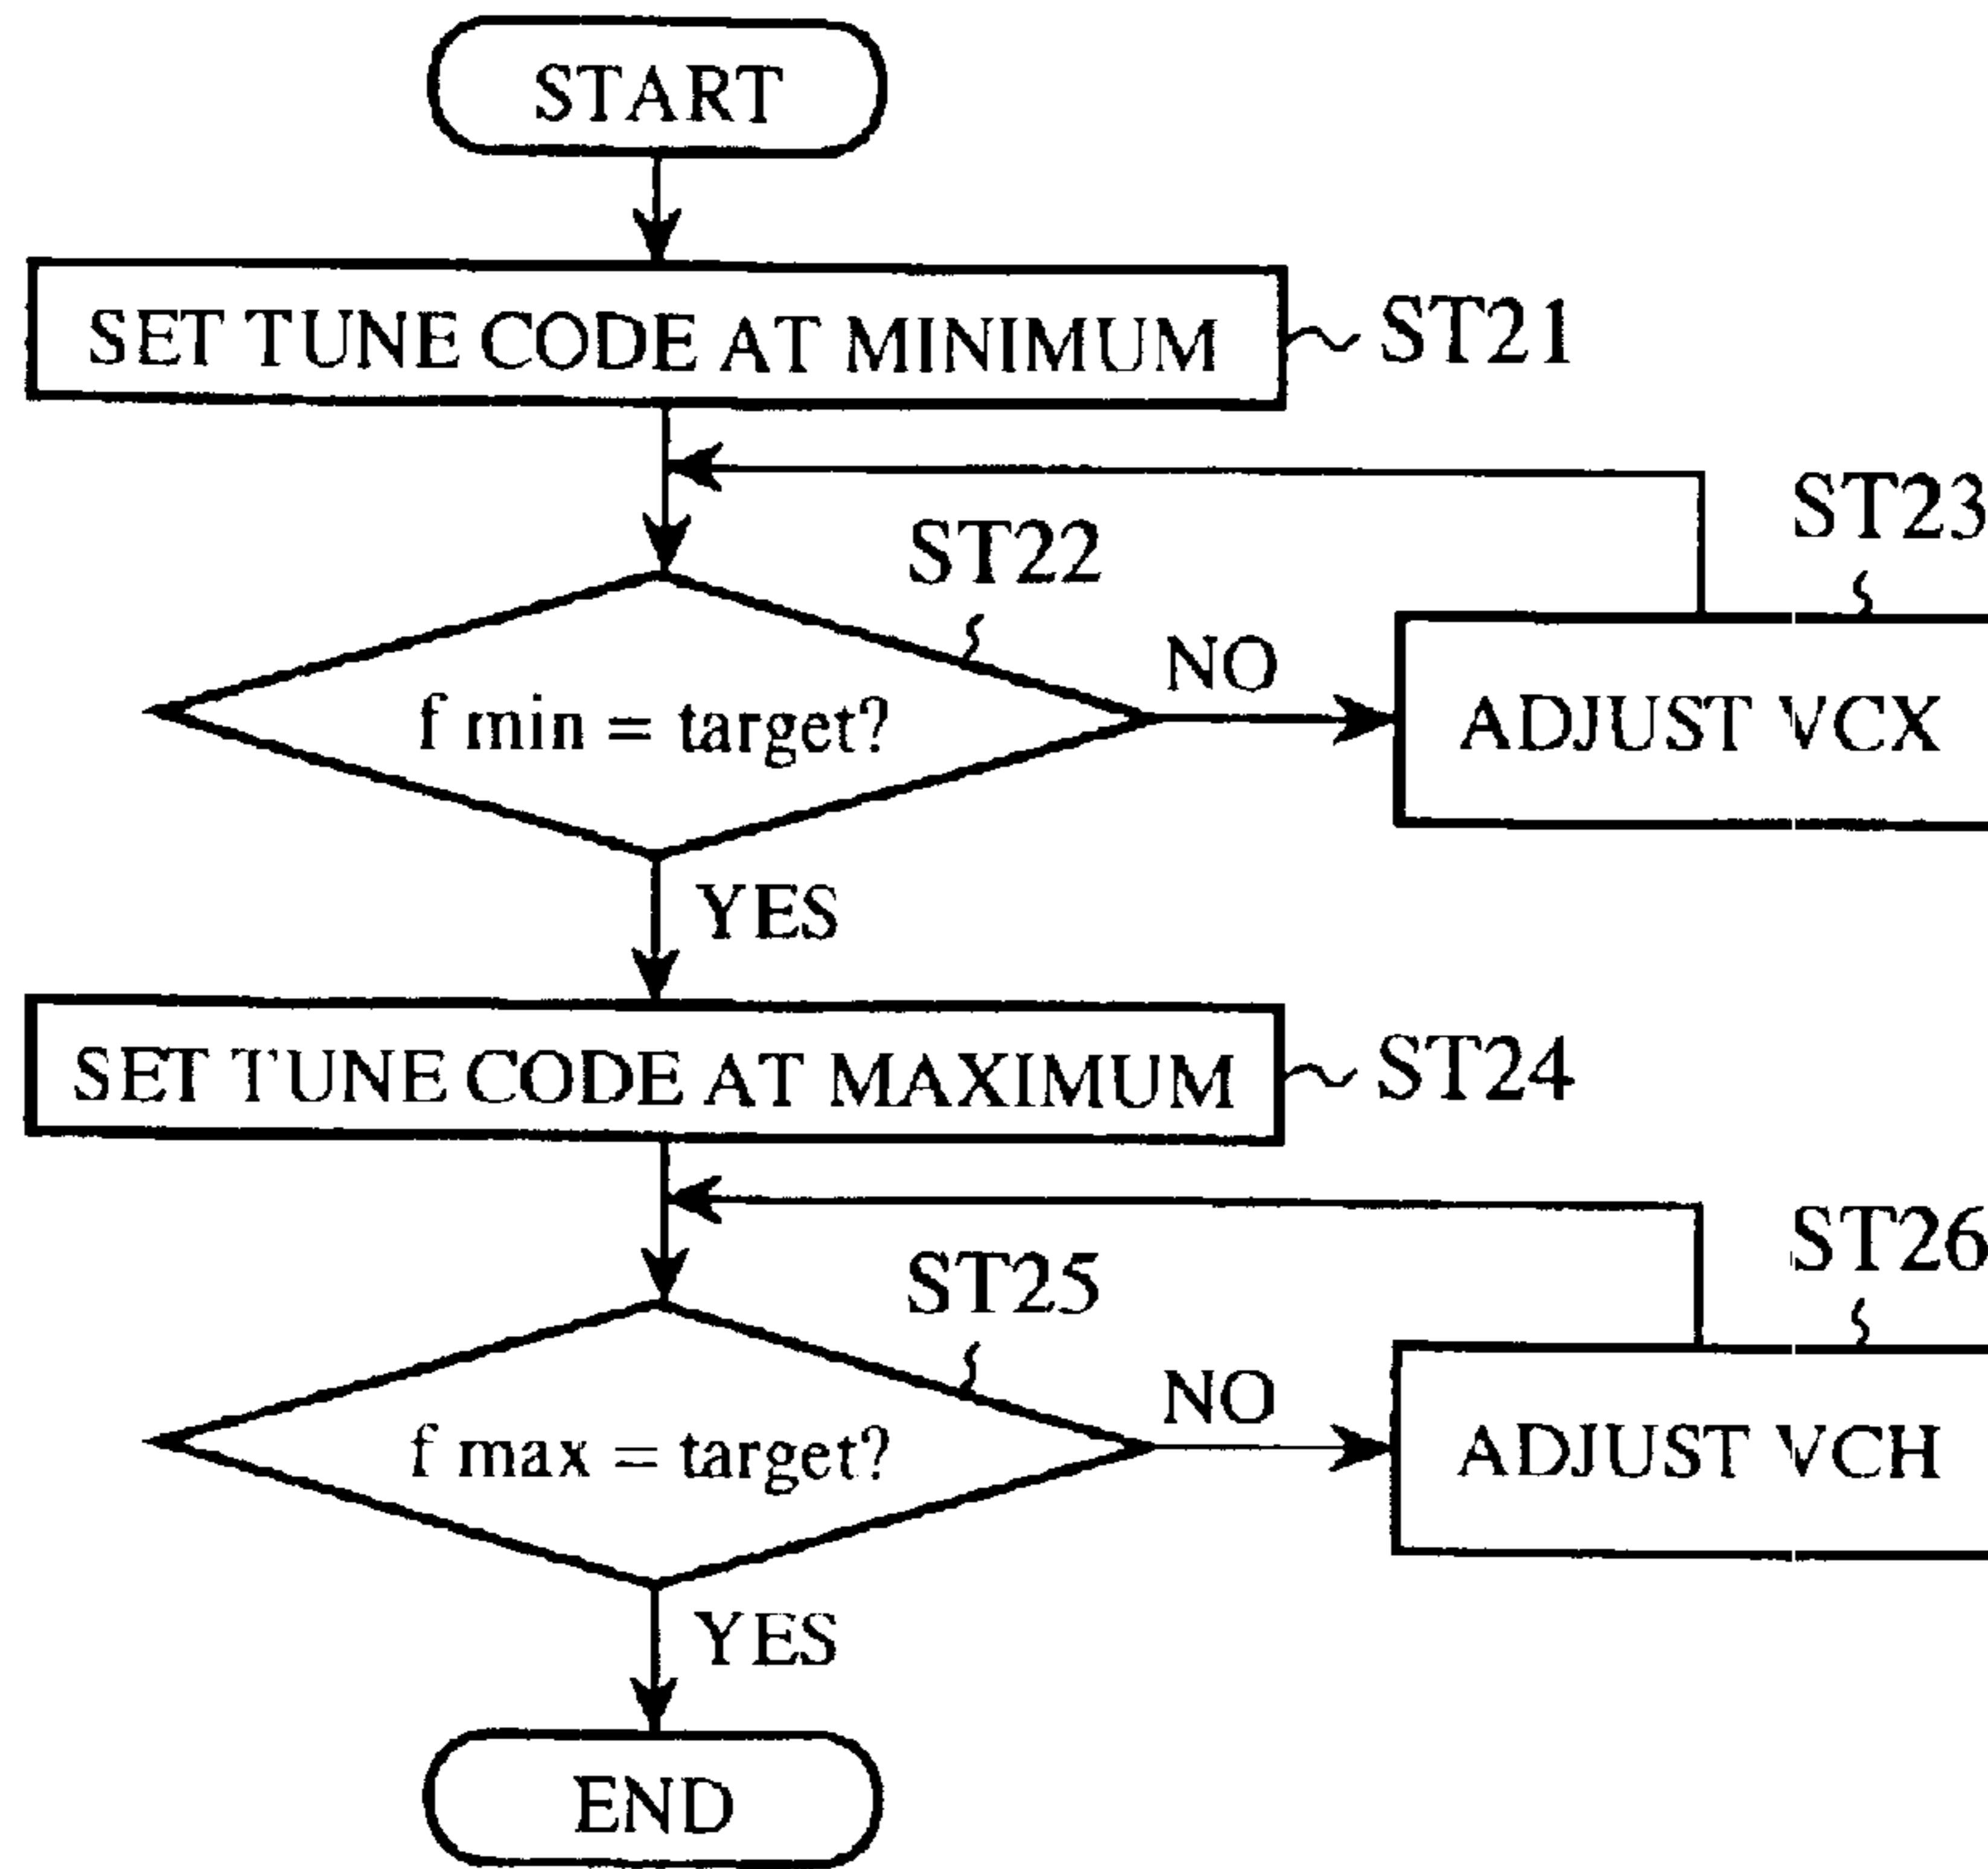 START
SET TUNE CODE AT MINIMUM
ST21
ST23
ST22
NO
f min = target?
ADJUST VCX
YES
SET TUNE CODE AT MAXIMUM
ST24
ST26
ST25
NO
f max = target?
ADJUST VCH
YES
END